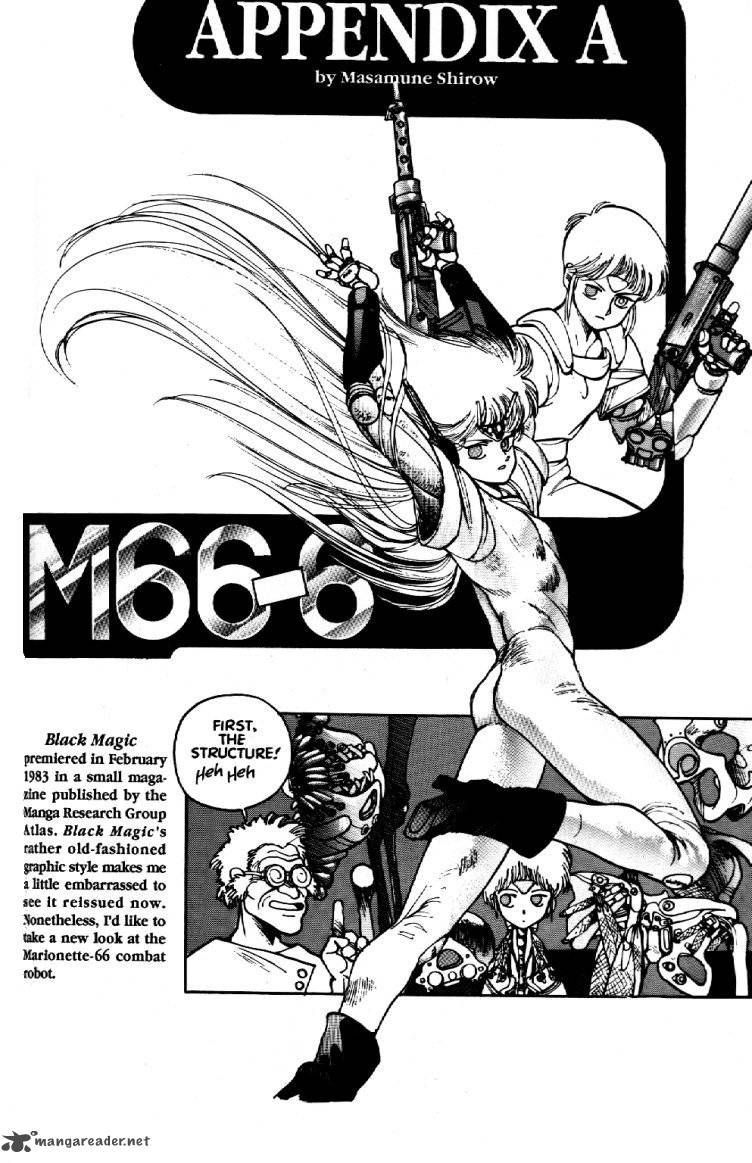 APPENDIX A
by Masamune Shirow
M66-6
FIRST,
THE
STRUCTURE!
Heh Heh
Black Magic
premiered in February
1983 in a small maga-
zine published by the
Manga Research Group
Atlas. Black Magic's
rather old-fashioned
graphic style makes me
a little embarrassed to
see it reissued now.
Nonetheless, I'd like to
take a new look at the
Marionette-66 combat
robot.
mangareader.net